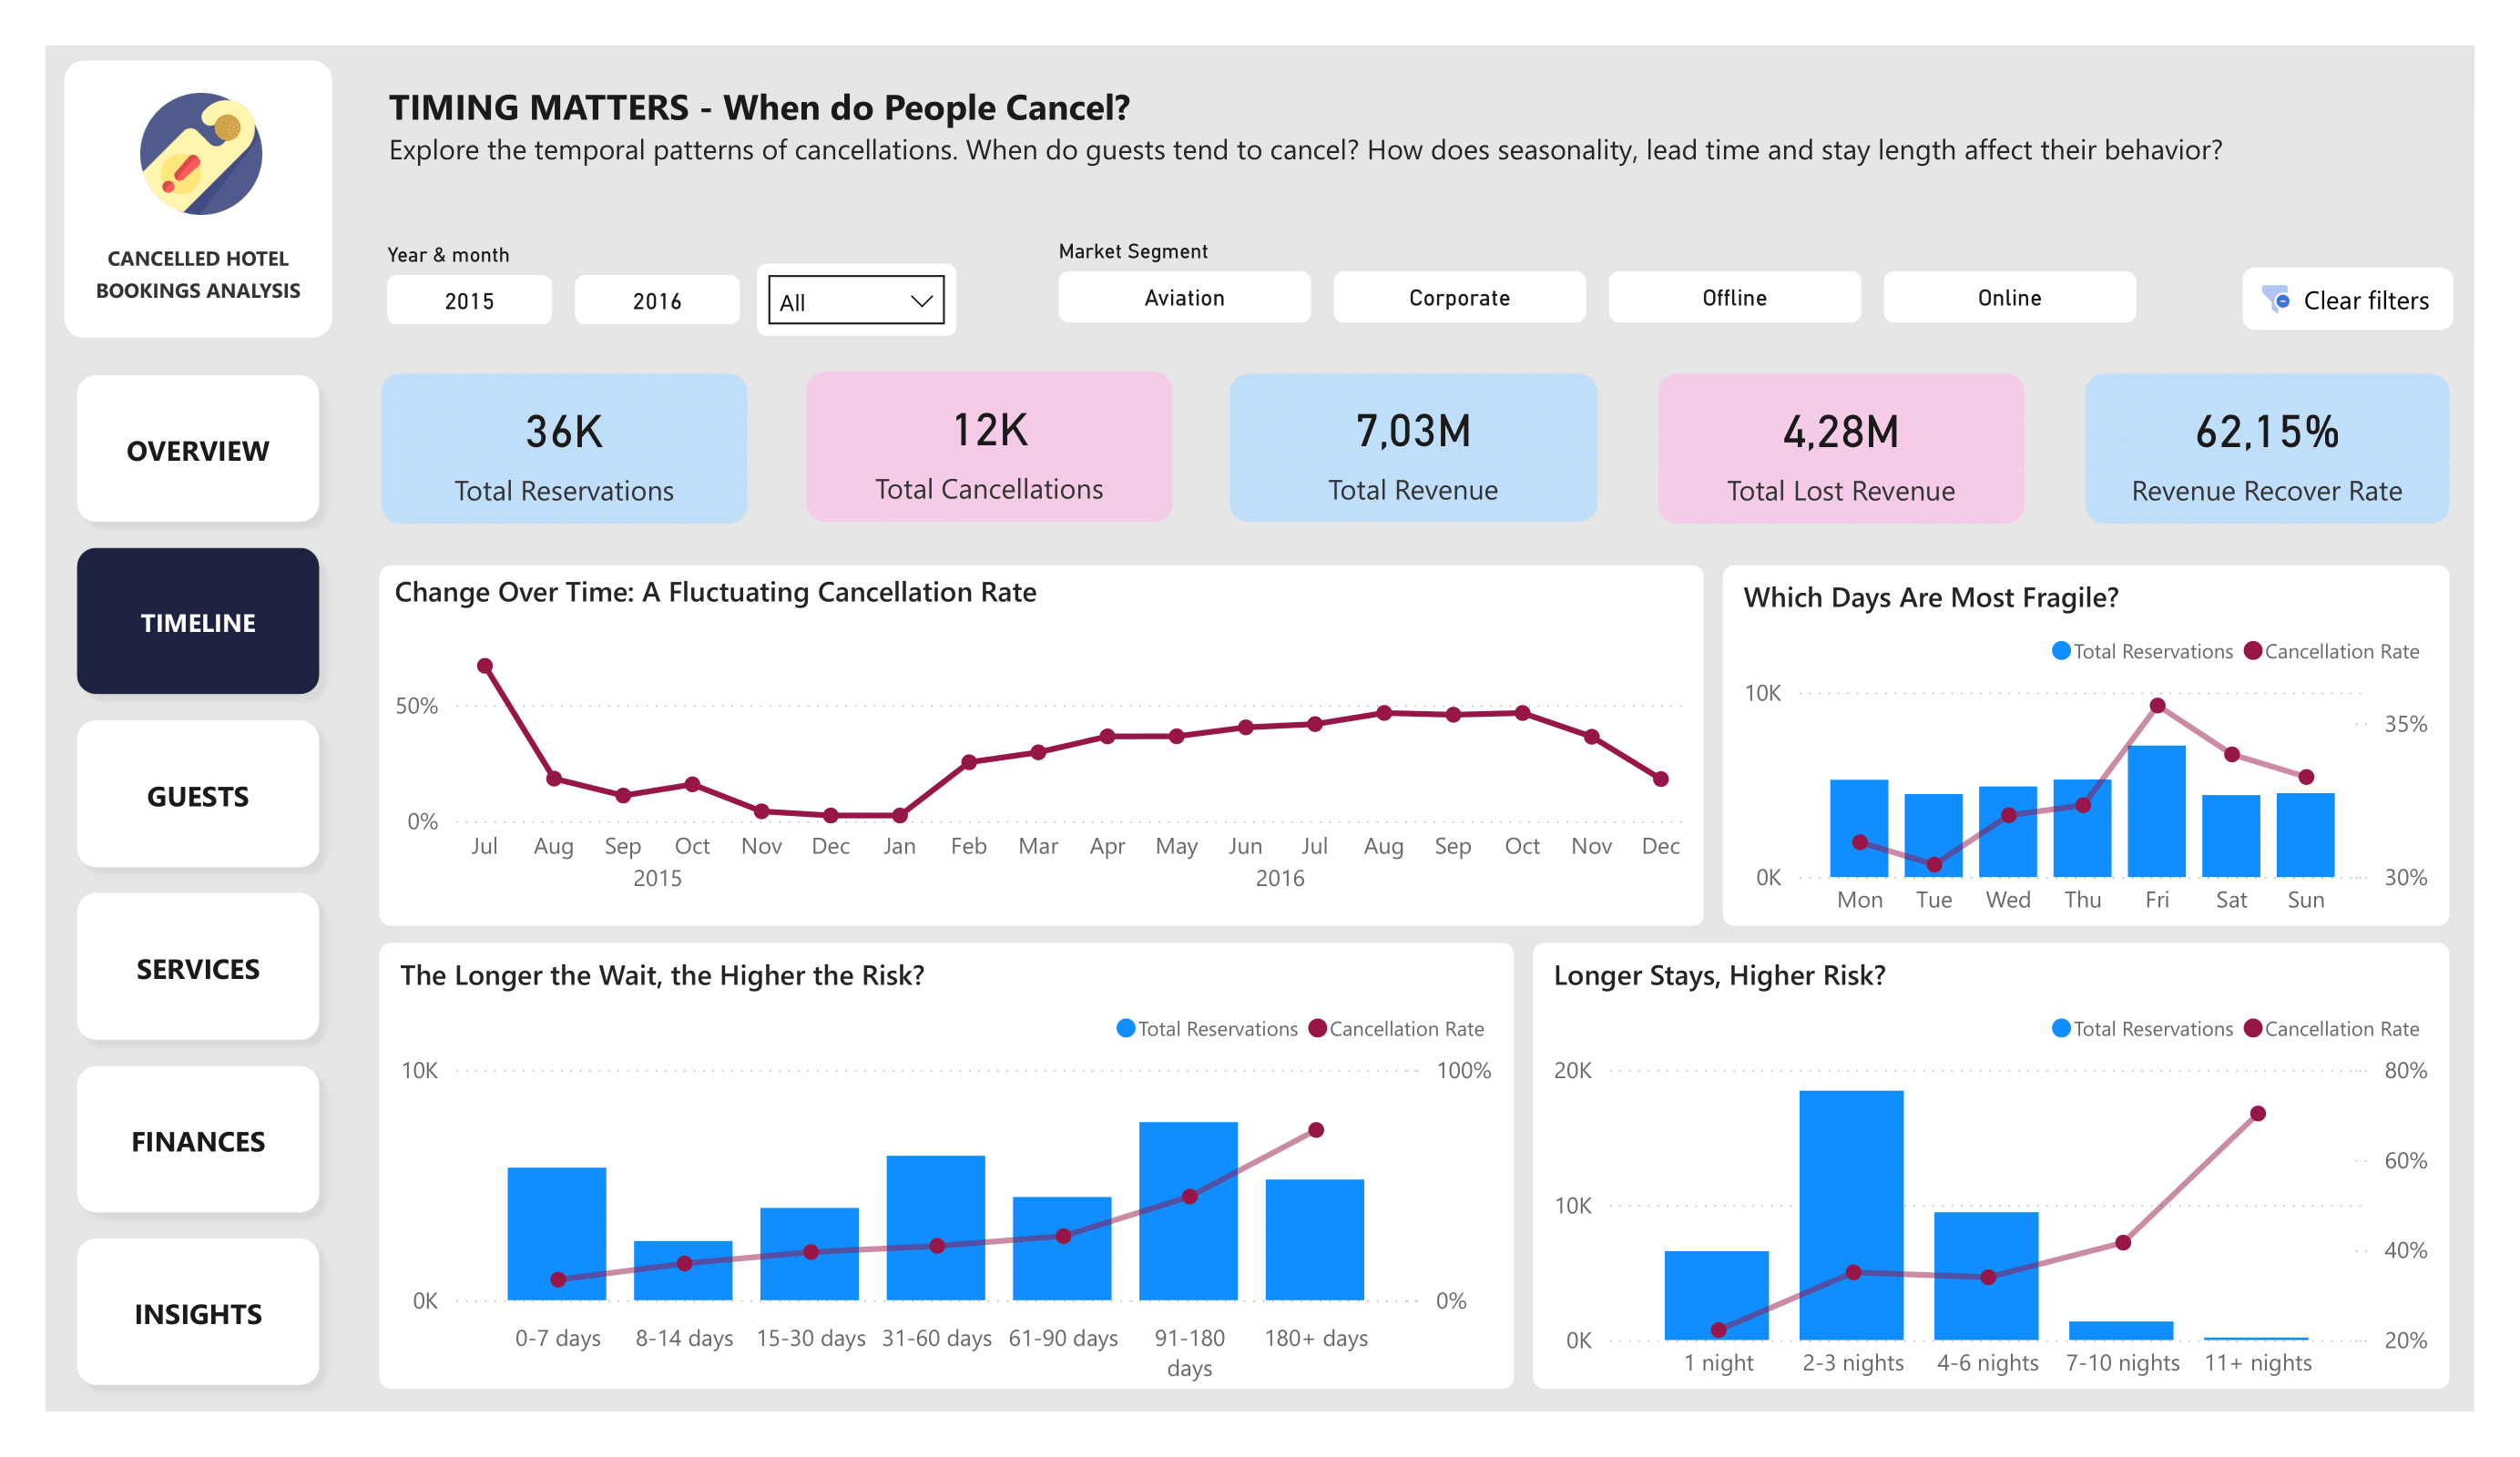 CANCELLED HOTEL
BOOKINGS ANALYSIS
OVERVIEW
TIMELINE
GUESTS
SERVICES
FINANCES
INSIGHTS
TIMING MATTERS - When do People Cancel?
Explore the temporal patterns of cancellations. When do guests tend to cancel? How does seasonality, lead time and stay length affect their behavior?
Year & month
2015 2016 All
Market Segment
Aviation Corporate Offline Online
Clear filters
36K
Total Reservations
12K
Total Cancellations
7,03M
Total Revenue
4,28M
Total Lost Revenue
62,15%
Revenue Recover Rate
Change Over Time: A Fluctuating Cancellation Rate
50%
0%
Jul Aug Sep Oct Nov Dec Jan Feb Mar Apr May Jun Jul Aug Sep Oct Nov Dec
2015 2016
Which Days Are Most Fragile?
Total Reservations Cancellation Rate
10K
35%
0K 30%
Mon Tue Wed Thu Fri Sat Sun
The Longer the Wait, the Higher the Risk?
Total Reservations Cancellation Rate
10K 100%
0K 0%
0-7 days 8-14 days 15-30 days 31-60 days 61-90 days 91-180 180+ days
days
Longer Stays, Higher Risk?
Total Reservations Cancellation Rate
20K 80%
60%
10K
40%
0K 20%
1 night 2-3 nights 4-6 nights 7-10 nights 11+ nights